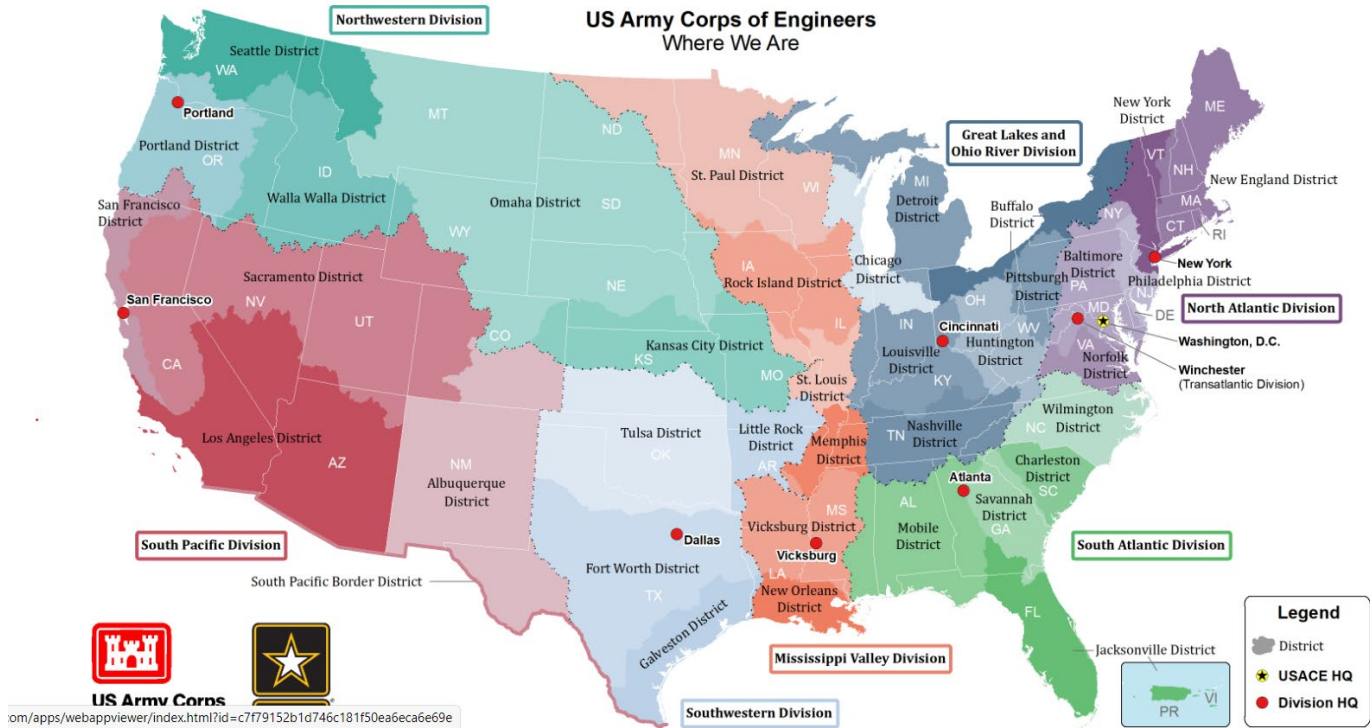 US Army Corps of Engineers
Where We Are
Northwestern Division
Seattle District
WA
Portland
Portland District
OR
ID
Walla Walla District
MT
ND
Omaha District
SD
WY
NE
CO
KS
Kansas City District
MO
MN
St. Paul District
WI
IA
Rock Island District
IL
St. Louis
District
Great Lakes and
Ohio River Division
MI
Detroit
District
Chicago
District
Buffalo
District
Pittsburgh
District
OH
IN
Cincinnati
WV
Huntington
District
Louisville
District
KY
TN
Nashville
District
New York
District
VT
ME
NH
New England District
MA
CT
RI
NY
New York
Baltimore
District
PA
Philadelphia District
NJ
MD
DE
North Atlantic Division
Washington, D.C.
VA
Norfolk
District
Winchester
(Transatlantic Division)
San Francisco
District
Sacramento District
San Francisco
NV
UT
CA
Los Angeles District
AZ
NM
Albuquerque
District
South Pacific Division
South Pacific Border District
Tulsa District
OK
Little Rock
District
AR
Dallas
Fort Worth District
TX
Galveston District
Southwestern Division
Memphis
District
MS
Vicksburg District
Vicksburg
LA
New Orleans
District
Mississippi Valley Division
Wilmington
District
NC
Charleston
District
SC
Atlanta
Savannah
District
GA
AL
Mobile
District
South Atlantic Division
FL
Jacksonville District
PR
VI
Legend
District
USACE HQ
Division HQ
US Army Corps
com/apps/webappviewer/index.html?id=c7f79152b1d746c181f50ea6eca6e69e